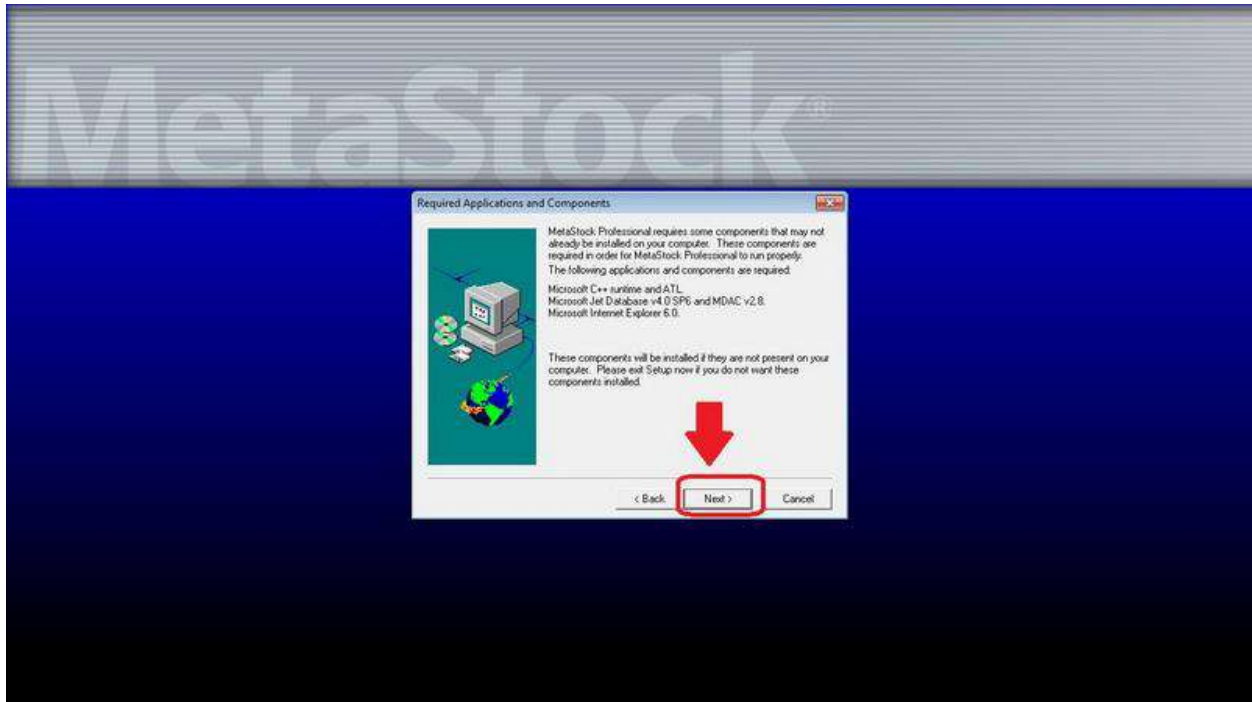 MetaStock®
Required Applications and Components
MetaStock Professional requires some components that may not
already be installed on your computer. These components are
required in order for MetaStock Professional to run properly.
The following applications and components are required:
Microsoft C++ runtime and ATL.
Microsoft Jet Database v4.0 SP6 and MDAC v2.8.
Microsoft Internet Explorer 6.0.
These components will be installed if they are not present on your
computer. Please exit Setup now if you do not want these
components installed.
< Back Next > Cancel